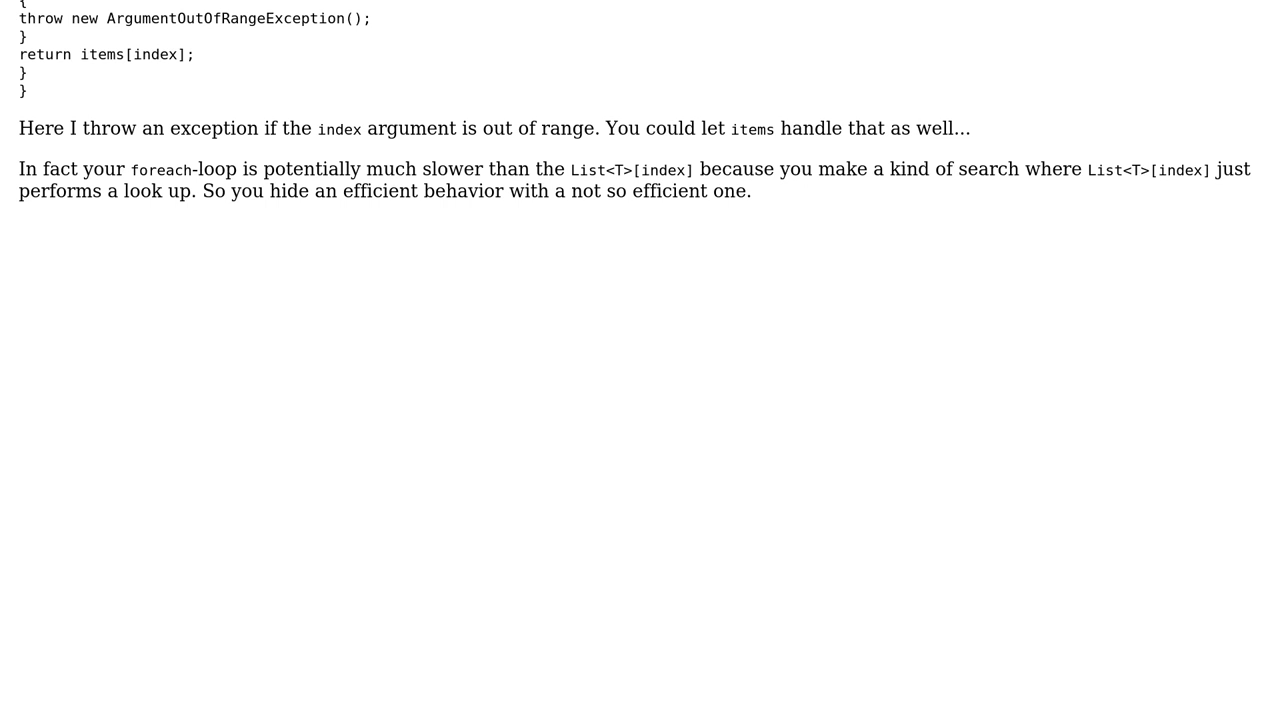 {
throw new ArgumentOutOfRangeException();
}
return items[index];
}
}
Here I throw an exception if the index argument is out of range. You could let items handle that as well...
In fact your foreach-loop is potentially much slower than the List<T>[index] because you make a kind of search where List<T>[index] just
performs a look up. So you hide an efficient behavior with a not so efficient one.